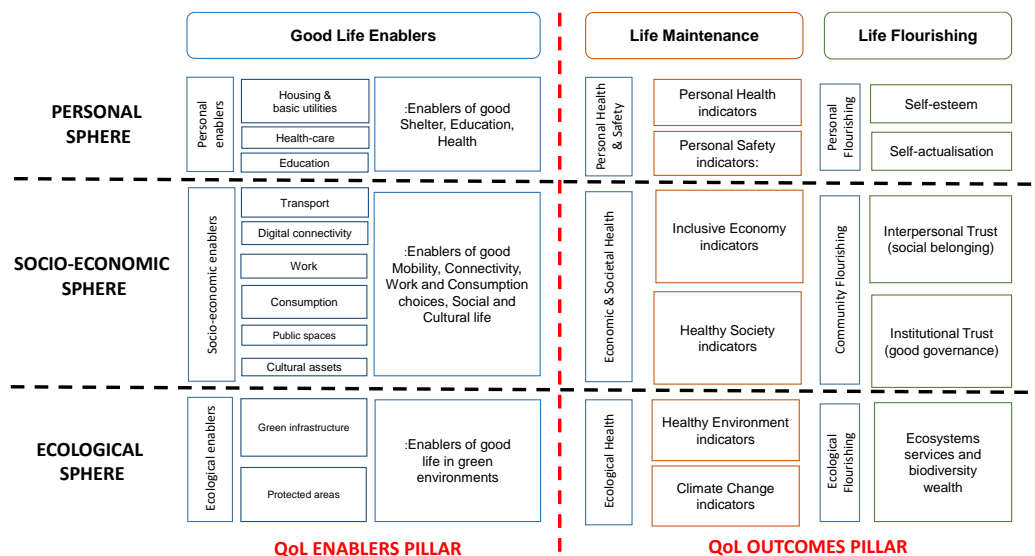 Good Life Enablers
Life Maintenance
Life Flourishing
PERSONAL
SPHERE
Personal
enablers
Housing &
basic utilities
Health-care
Education
:Enablers of good
Shelter, Education,
Health
Personal Health
& Safety
Personal Health
indicators
Personal Safety
indicators:
Personal
Flourishing
Self-esteem
Self-actualisation
SOCIO-ECONOMIC
SPHERE
Socio-economic enablers
Transport
Digital connectivity
Work
Consumption
Public spaces
Cultural assets
:Enablers of good
Mobility, Connectivity,
Work and Consumption
choices, Social and
Cultural life
Economic & Societal Health
Inclusive Economy
indicators
Healthy Society
indicators
Community Flourishing
Interpersonal Trust
(social belonging)
Institutional Trust
(good governance)
ECOLOGICAL
SPHERE
Ecological enablers
Green infrastructure
Protected areas
:Enablers of good
life in green
environments
Ecological Health
Healthy Environment
indicators
Climate Change
indicators
Ecological
Flourishing
Ecosystems
services and
biodiversity
wealth
QoL ENABLERS PILLAR
QoL OUTCOMES PILLAR